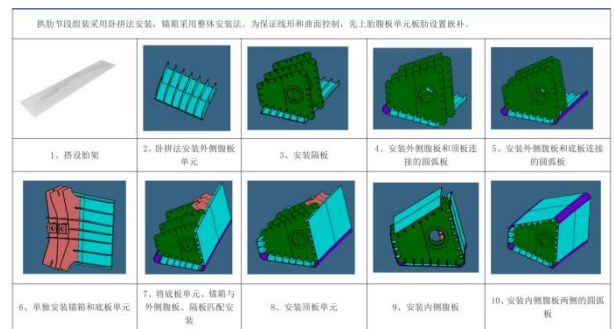 拱肋节段组装采用卧拼法安装，锚箱采用整体安装法。为保证线形和曲面控制，先上胎腹板单元板肋设置嵌补。
1、搭设胎架
2、卧拼法安装外侧腹板
单元
3、安装隔板
4、安装外侧腹板和顶板连
接的圆弧板
5、安装外侧腹板和底板连接
的圆弧板
6、单独安装锚箱和底板单元
7、将底板单元、锚箱与
外侧腹板、隔板匹配安
装
8、安装顶板单元
9、安装内侧腹板
10、安装内侧腹板两侧的圆弧
板